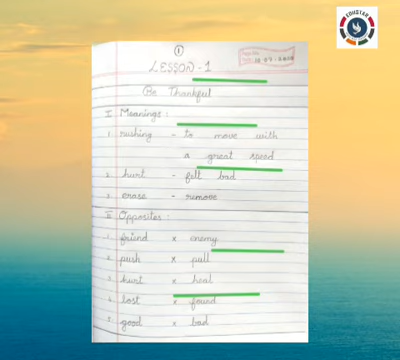 EDUSTAR
1
LESSON - 1
Be Thankful
I Meanings :
1 rushing - to move with
a great speed
2 hurt - felt bad
3 erase - remove
II Opposites :
1 friend x enemy
2 push x pull
3 hurt x heal
4 lost x found
5 good x bad